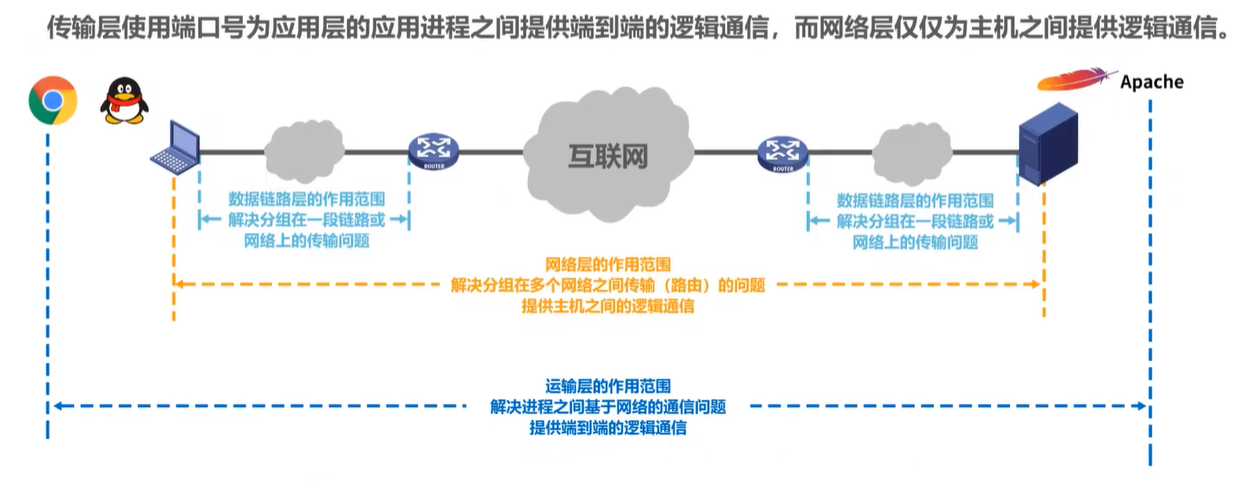 传输层使用端口号为应用层的应用进程之间提供端到端的逻辑通信，而网络层仅仅为主机之间提供逻辑通信。
Apache
互联网
ROUTER
ROUTER
数据链路层的作用范围
解决分组在一段链路或
网络上的传输问题
数据链路层的作用范围
解决分组在一段链路或
网络上的传输问题
网络层的作用范围
解决分组在多个网络之间传输（路由）的问题
提供主机之间的逻辑通信
运输层的作用范围
解决进程之间基于网络的通信问题
提供端到端的逻辑通信